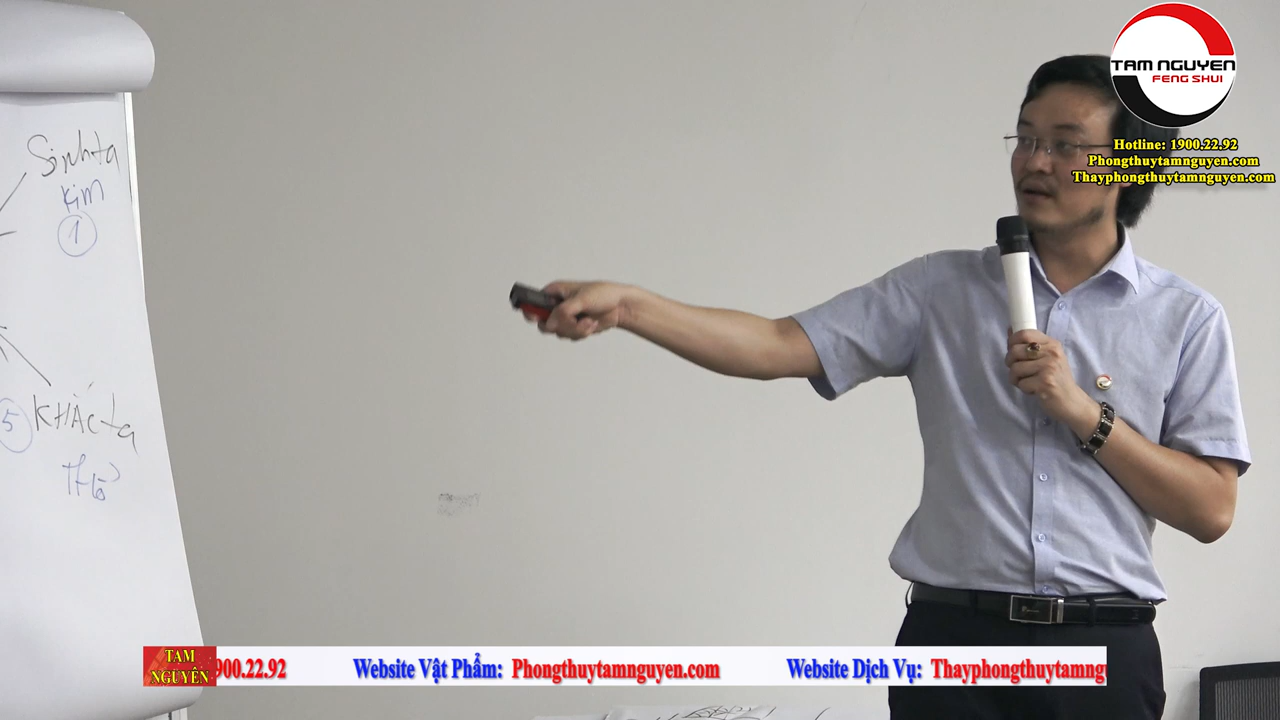 Sinh ta
Kim
1
5 KHẮC ta
Thổ
TAM NGUYEN
FENG SHUI
Hotline: 1900.22.92
Phongthuytamnguyen.com
Thayphongthuytamnguyen.com
TAM
NGUYÊN
900.22.92 Website Vật Phẩm: Phongthuytamnguyen.com Website Dịch Vụ: Thayphongthuytamng